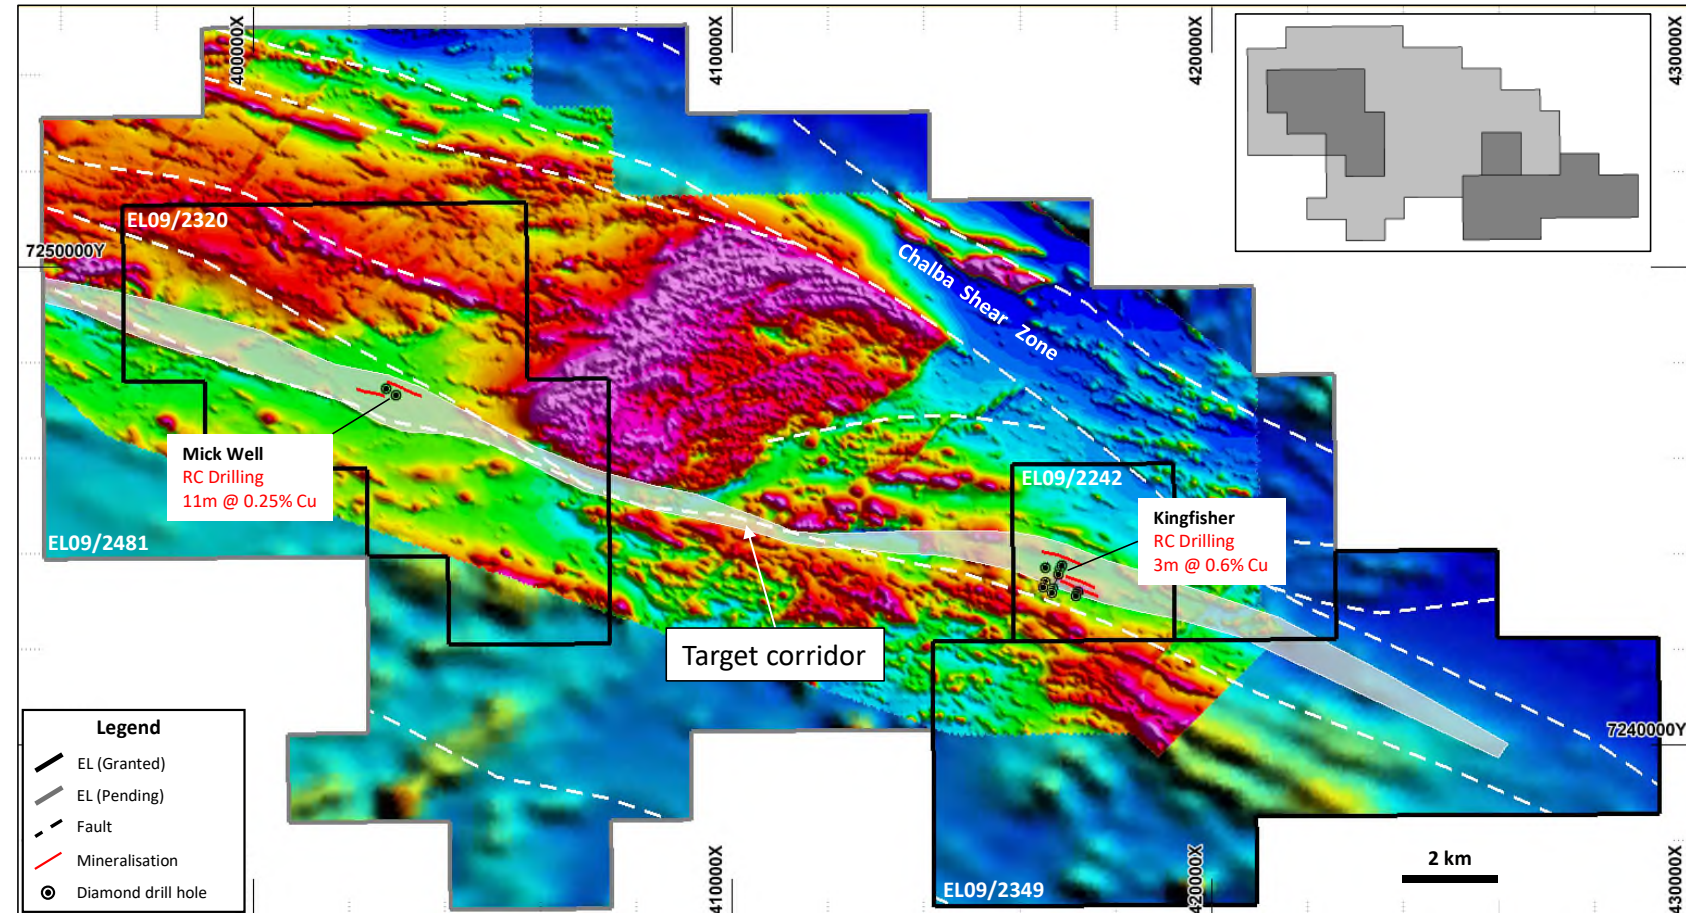 400000X
410000X
420000X
430000X
EL09/2320
7250000Y
Chalba Shear Zone
Mick Well
RC Drilling
11m @ 0.25% Cu
EL09/2242
Kingfisher
RC Drilling
3m @ 0.6% Cu
EL09/2481
Target corridor
Legend
EL (Granted)
EL (Pending)
Fault
Mineralisation
Diamond drill hole
7240000Y
2 km
EL09/2349
410000X
420000X
430000X